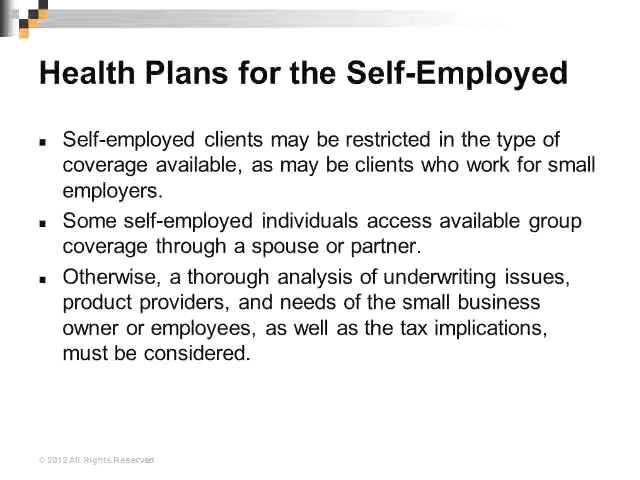 Health Plans for the Self-Employed
Self-employed clients may be restricted in the type of
coverage available, as may be clients who work for small
employers.
Some self-employed individuals access available group
coverage through a spouse or partner.
Otherwise, a thorough analysis of underwriting issues,
product providers, and needs of the small business
owner or employees, as well as the tax implications,
must be considered.
© 2012 All Rights Reserved